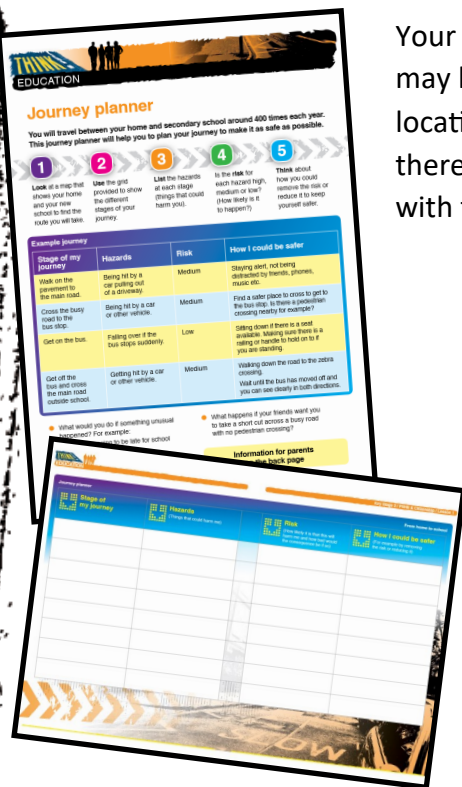 Your
may
locati
there
with
THINK!
EDUCATION
Journey planner
You will travel between your home and secondary school around 400 times each year.
This journey planner will help you to plan your journey to make it as safe as possible.
1
Look at a map that
shows your home
and your new
school to find the
route you will take.
2
Use the grid
provided to show
the different
stages of your
journey.
3
List the hazards
at each stage
(things that could
harm you).
4
Is the risk for
each hazard high,
medium or low?
(How likely is it
to happen?)
5
Think about
how you could
remove the risk or
reduce it to keep
yourself safer.
Example journey
Stage of my
journey
Hazards
Risk
How I could be safer
Walk on the
pavement to
the main road.
Being hit by a
car pulling out
of a driveway.
Medium
Staying alert, not being
distracted by friends, phones,
music etc.
Cross the busy
road to the
bus stop.
Being hit by a car
or other vehicle.
Medium
Find a safer place to cross to get to
the bus stop. Is there a pedestrian
crossing nearby for example?
Get on the bus.
Falling over if the
bus stops suddenly.
Low
Sitting down if there is a seat
available. Making sure there is a
railing or handle to hold on to if
you are standing.
Get off the
bus and cross
the main road
outside school.
Getting hit by a car
or other vehicle.
Medium
Walking down the road to the zebra
crossing.
Wait until the bus has moved off and
you can see clearly in both directions.
What would you do if something unusual
happened? For example:
to be late for school
What happens if your friends want you
to take a short cut across a busy road
with no pedestrian crossing?
Information for parents
the back page
THINK!
EDUCATION
Journey planner
From home to school
Stage of
my journey
Hazards
(Things that could harm me)
Risk
How I could be safer
SLOW